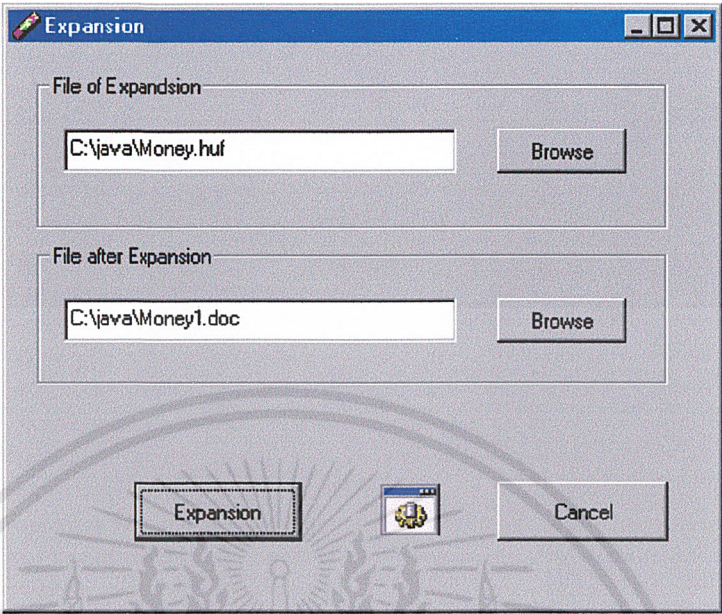 Expansion
File of Expandsion
C:\java\Money.huf
Browse
File after Expansion
C:\java\Money1.doc
Browse
Expansion
Cancel